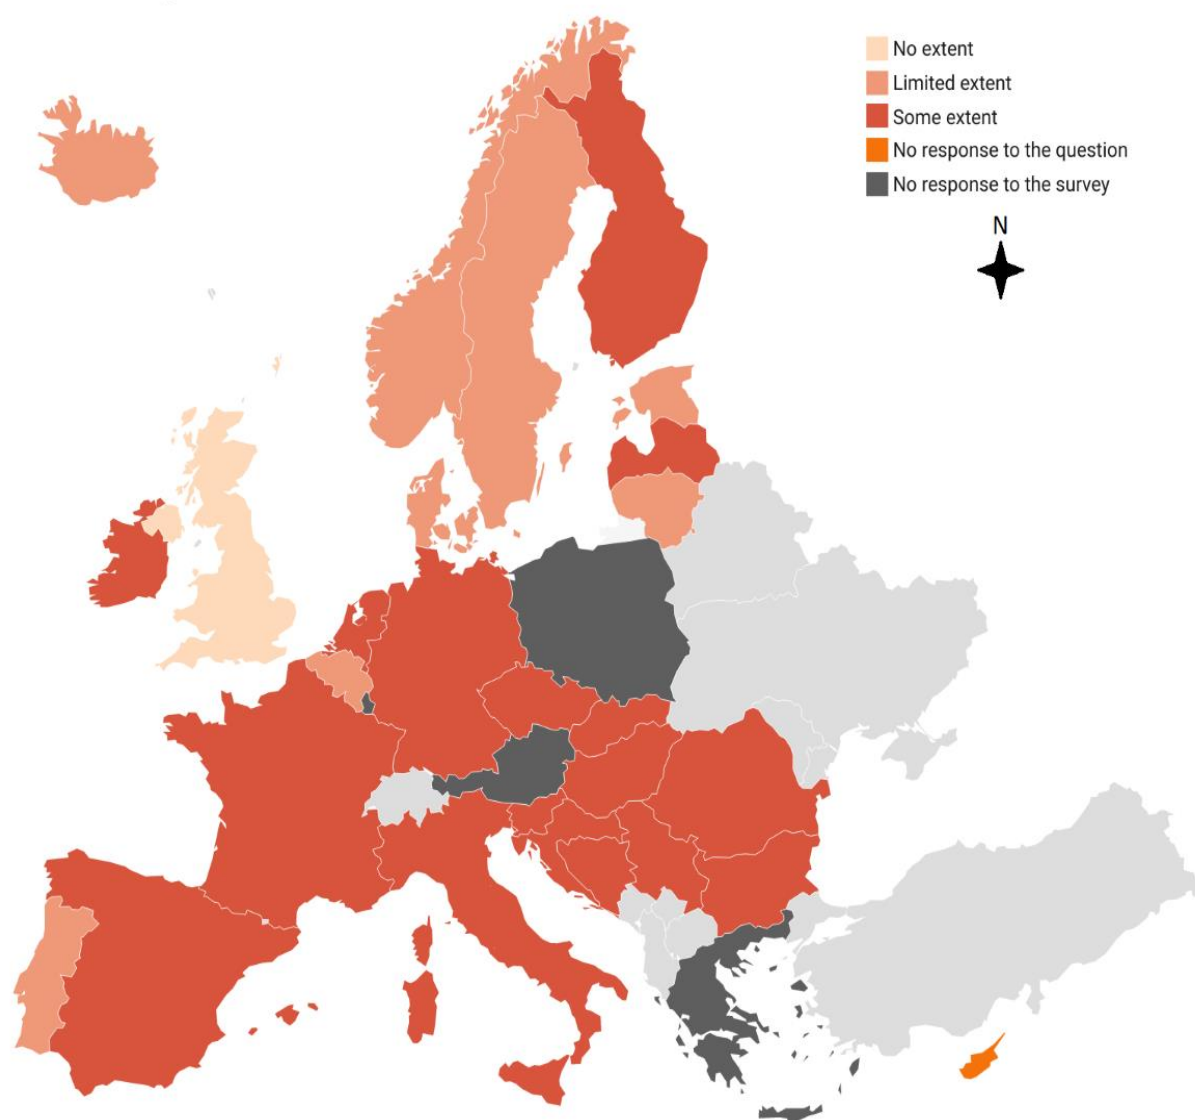 No extent
Limited extent
Some extent
No response to the question
No response to the survey
N